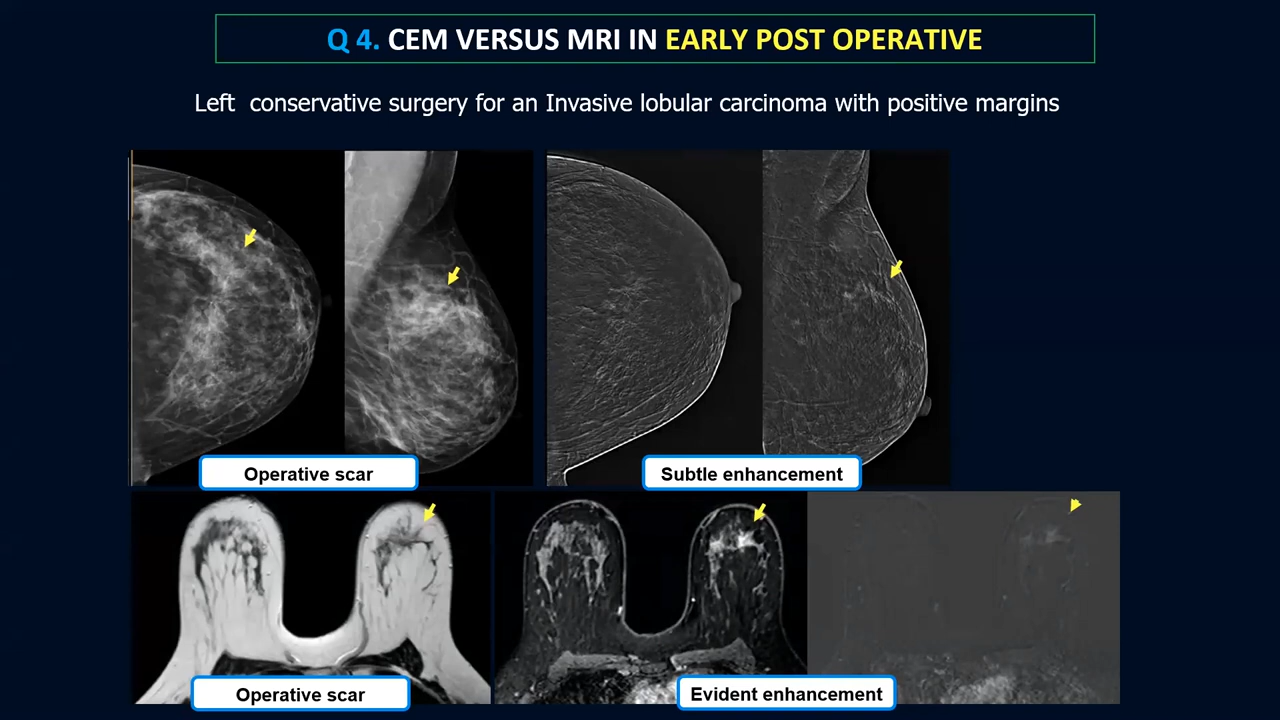 Q 4. CEM VERSUS MRI IN EARLY POST OPERATIVE
Left conservative surgery for an Invasive lobular carcinoma with positive margins
Operative scar
Subtle enhancement
Operative scar
Evident enhancement